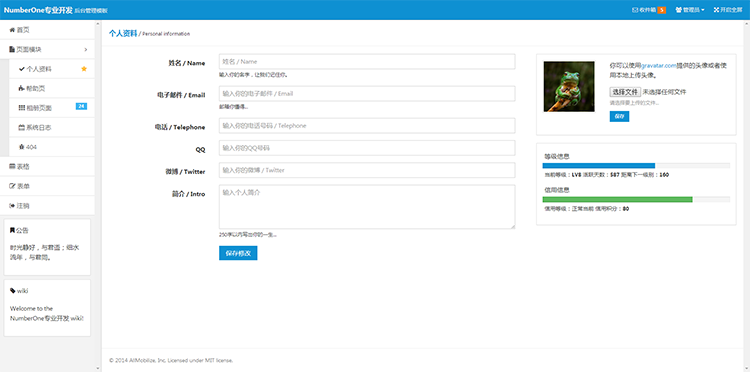 NumberOne专业开发 后台管理模板
收件箱 5 管理员 开启全屏
首页
页面模块
个人资料
帮助页
相册页面 24
系统日志
404
表格
表单
注销
公告
时光静好，与君语；细水
流年，与君同。
wiki
Welcome to the
NumberOne专业开发 wiki!
个人资料 / Personal information
姓名 / Name
姓名 / Name
输入你的名字，让我们记住你。
电子邮件 / Email
输入你的电子邮件 / Email
邮箱你懂得...
电话 / Telephone
输入你的电话号码 / Telephone
QQ
输入你的QQ号码
微博 / Twitter
输入你的微博 / Twitter
简介 / Intro
输入个人简介
250字以内写出你的一生...
保存修改
你可以使用gravatar.com提供的头像或者使
用本地上传头像。
选择文件 未选择任何文件
请选择要上传的文件...
保存
等级信息
当前等级：LV8 活跃天数：587 距离下一级别：160
信用信息
信用等级：正常当前 信用积分：80
© 2014 AllMobilize, Inc. Licensed under MIT license.